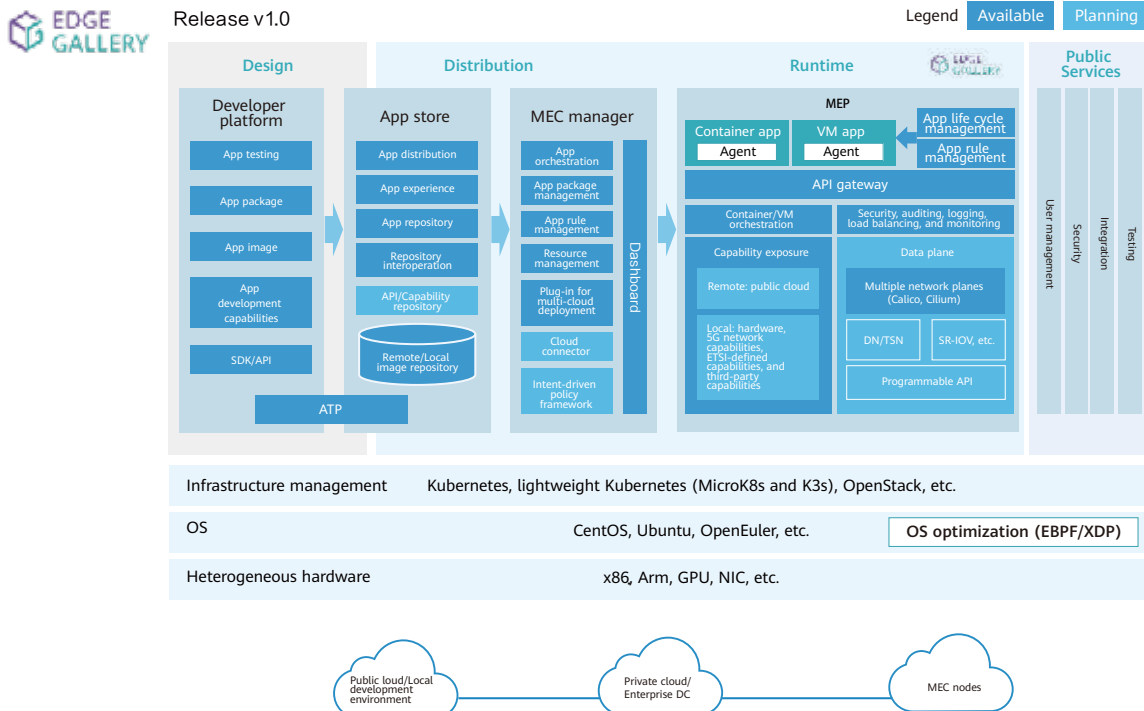 EDGE
GALLERY
Release v1.0
Legend
Available
Planning
Design
Distribution
Runtime
EDGE
GALLERY
Public
Services
Developer
platform
App testing
App package
App image
App
development
capabilities
SDK/API
ATP
App store
App distribution
App experience
App repository
Repository
interoperation
API/Capability
repository
Remote/Local
image repository
MEC manager
App
orchestration
App package
management
App rule
management
Resource
management
Plug-in for
multi-cloud
deployment
Cloud
connector
Intent-driven
policy
framework
Dashboard
MEP
Container app
Agent
VM app
Agent
App life cycle
management
App rule
management
API gateway
Container/VM
orchestration
Security, auditing, logging,
load balancing, and monitoring
Capability exposure
Remote: public cloud
Local: hardware,
5G network
capabilities,
ETSI-defined
capabilities, and
third-party
capabilities
Data plane
Multiple network planes
(Calico, Cilium)
DN/TSN
SR-IOV, etc.
Programmable API
User management
Security
Integration
Testing
Infrastructure management
Kubernetes, lightweight Kubernetes (MicroK8s and K3s), OpenStack, etc.
OS
CentOS, Ubuntu, OpenEuler, etc.
OS optimization (EBPF/XDP)
Heterogeneous hardware
x86, Arm, GPU, NIC, etc.
Public loud/Local
development
environment
Private cloud/
Enterprise DC
MEC nodes